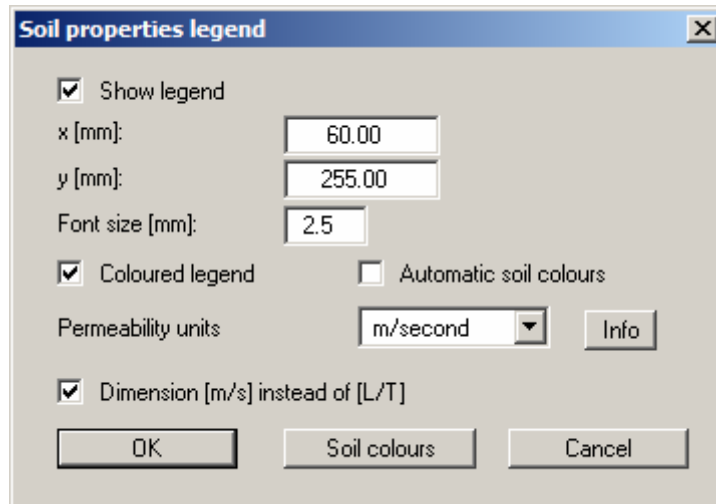 Soil properties legend
Show legend
x [mm]: 60.00
y [mm]: 255.00
Font size [mm]: 2.5
Coloured legend Automatic soil colours
Permeability units m/second Info
Dimension [m/s] instead of [L/T]
OK Soil colours Cancel